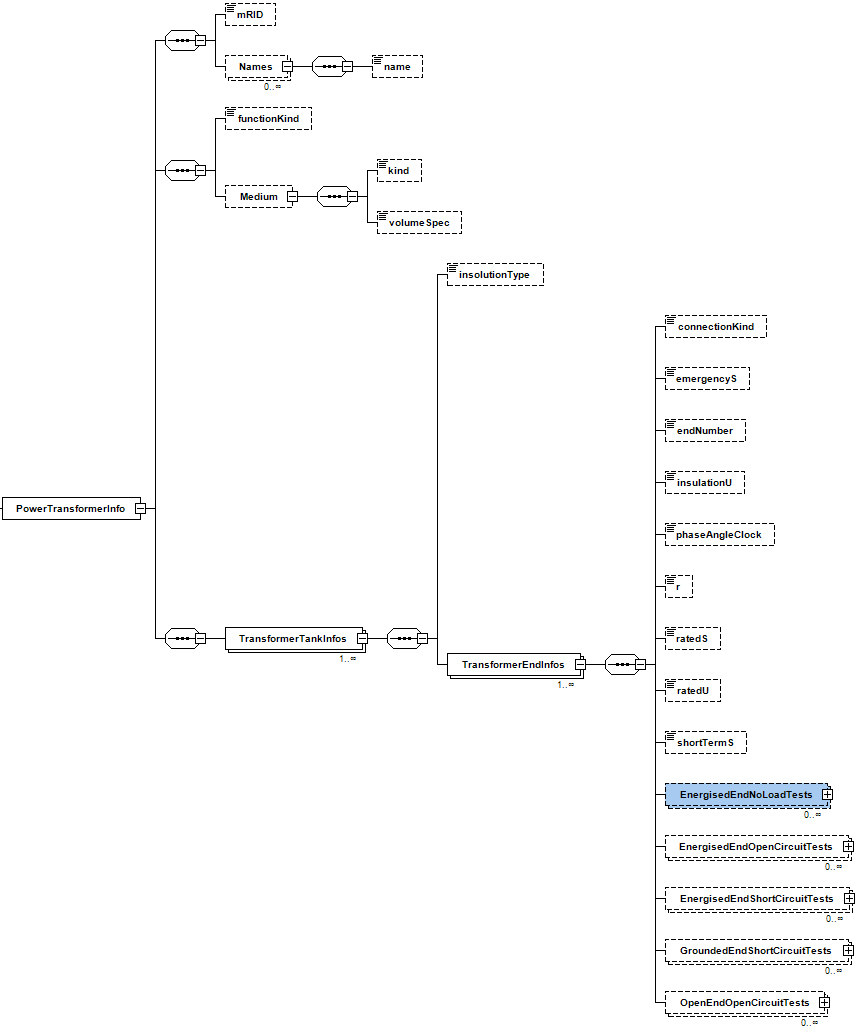 mRID
Names
name
0..∞
functionKind
kind
Medium
volumeSpec
insolutionType
connectionKind
emergencyS
endNumber
insulationU
PowerTransformerInfo
phaseAngleClock
r
TransformerTankInfos
ratedS
1..∞
TransformerEndInfos
1..∞
ratedU
shortTermS
EnergisedEndNoLoadTests
0..∞
EnergisedEndOpenCircuitTests
0..∞
EnergisedEndShortCircuitTests
0..∞
GroundedEndShortCircuitTests
0..∞
OpenEndOpenCircuitTests
0..∞